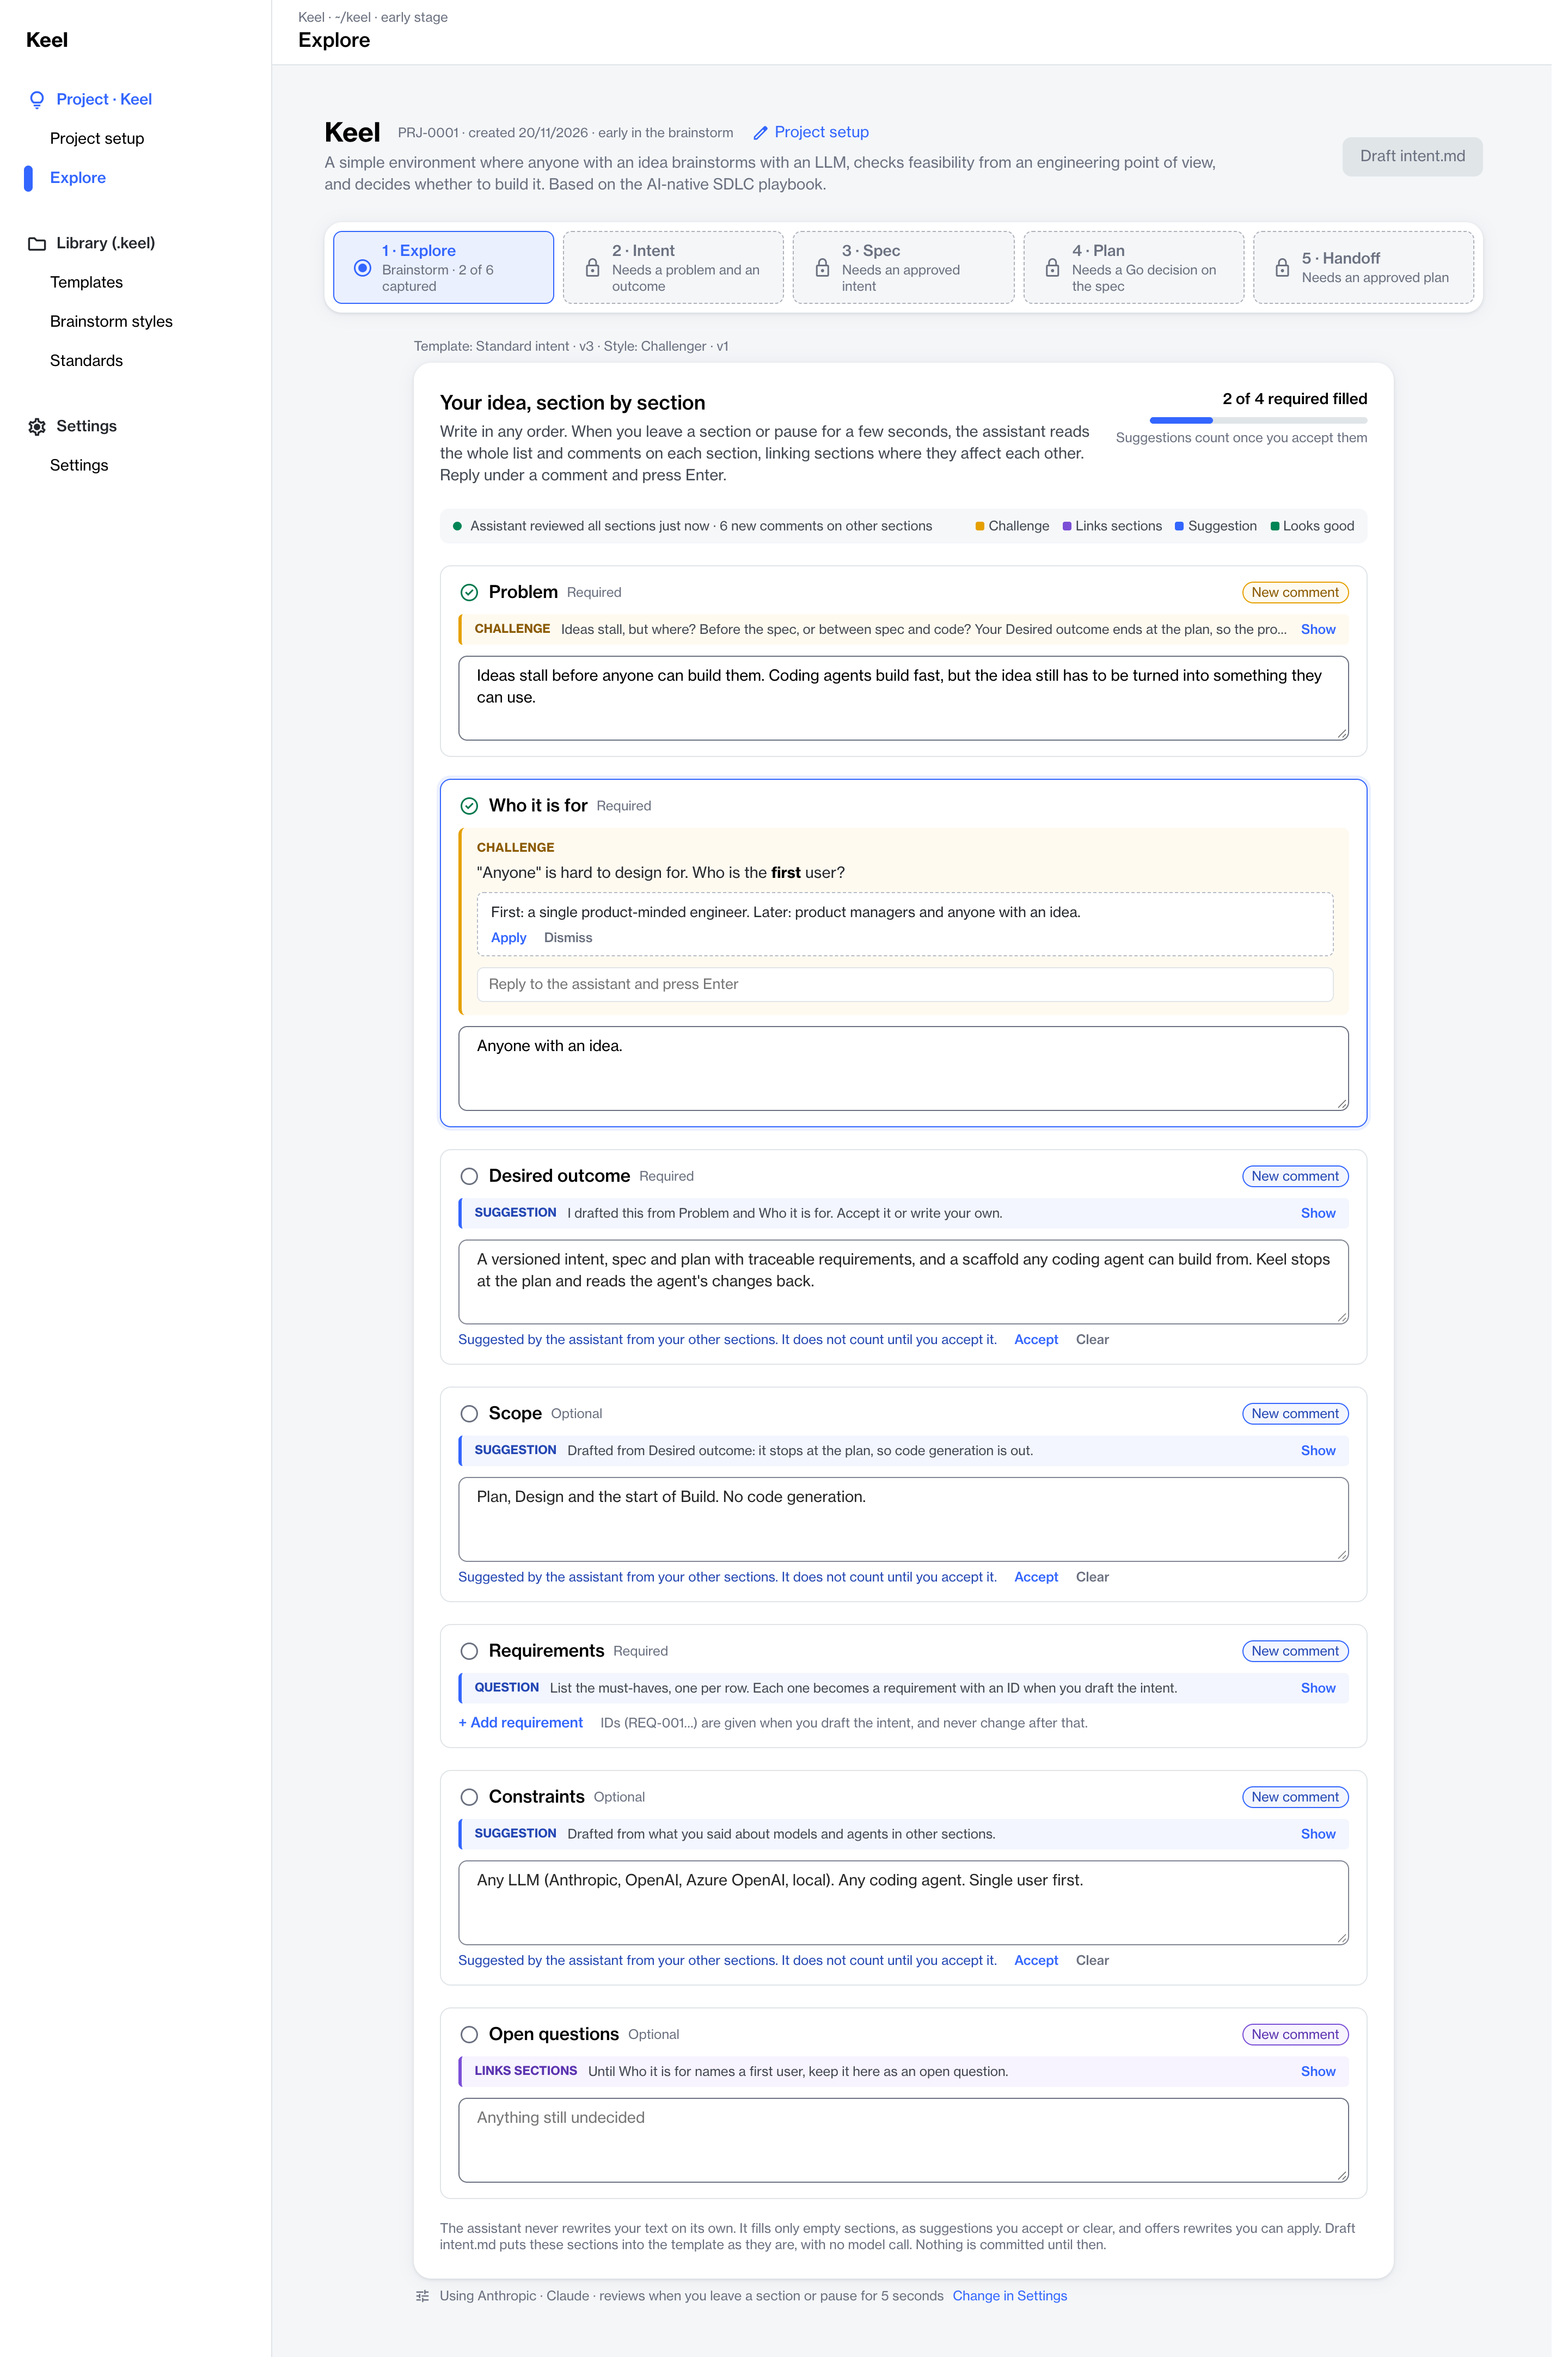 Keel
Project · Keel
Project setup
Explore
Library (.keel)
Templates
Brainstorm styles
Standards
Settings
Settings
Keel · ~/keel · early stage
Explore
Keel PRJ-0001 · created 20/11/2026 · early in the brainstorm Project setup
A simple environment where anyone with an idea brainstorms with an LLM, checks feasibility from an engineering point of view,
and decides whether to build it. Based on the AI-native SDLC playbook.
Draft intent.md
1 · Explore
Brainstorm · 2 of 6
captured
2 · Intent
Needs a problem and an
outcome
3 · Spec
Needs an approved
intent
4 · Plan
Needs a Go decision on
the spec
5 · Handoff
Needs an approved plan
Template: Standard intent · v3 · Style: Challenger · v1
Your idea, section by section
Write in any order. When you leave a section or pause for a few seconds, the assistant reads
the whole list and comments on each section, linking sections where they affect each other.
Reply under a comment and press Enter.
2 of 4 required filled
Suggestions count once you accept them
Assistant reviewed all sections just now · 6 new comments on other sections
Challenge Links sections Suggestion Looks good
Problem Required New comment
CHALLENGE Ideas stall, but where? Before the spec, or between spec and code? Your Desired outcome ends at the plan, so the pro... Show
Ideas stall before anyone can build them. Coding agents build fast, but the idea still has to be turned into something they
can use.
Who it is for Required
CHALLENGE
"Anyone" is hard to design for. Who is the first user?
First: a single product-minded engineer. Later: product managers and anyone with an idea.
Apply Dismiss
Reply to the assistant and press Enter
Anyone with an idea.
Desired outcome Required New comment
SUGGESTION I drafted this from Problem and Who it is for. Accept it or write your own. Show
A versioned intent, spec and plan with traceable requirements, and a scaffold any coding agent can build from. Keel stops
at the plan and reads the agent's changes back.
Suggested by the assistant from your other sections. It does not count until you accept it. Accept Clear
Scope Optional New comment
SUGGESTION Drafted from Desired outcome: it stops at the plan, so code generation is out. Show
Plan, Design and the start of Build. No code generation.
Suggested by the assistant from your other sections. It does not count until you accept it. Accept Clear
Requirements Required New comment
QUESTION List the must-haves, one per row. Each one becomes a requirement with an ID when you draft the intent. Show
+ Add requirement IDs (REQ-001...) are given when you draft the intent, and never change after that.
Constraints Optional New comment
SUGGESTION Drafted from what you said about models and agents in other sections. Show
Any LLM (Anthropic, OpenAI, Azure OpenAI, local). Any coding agent. Single user first.
Suggested by the assistant from your other sections. It does not count until you accept it. Accept Clear
Open questions Optional New comment
LINKS SECTIONS Until Who it is for names a first user, keep it here as an open question. Show
Anything still undecided
The assistant never rewrites your text on its own. It fills only empty sections, as suggestions you accept or clear, and offers rewrites you can apply. Draft
intent.md puts these sections into the template as they are, with no model call. Nothing is committed until then.
Using Anthropic · Claude · reviews when you leave a section or pause for 5 seconds Change in Settings